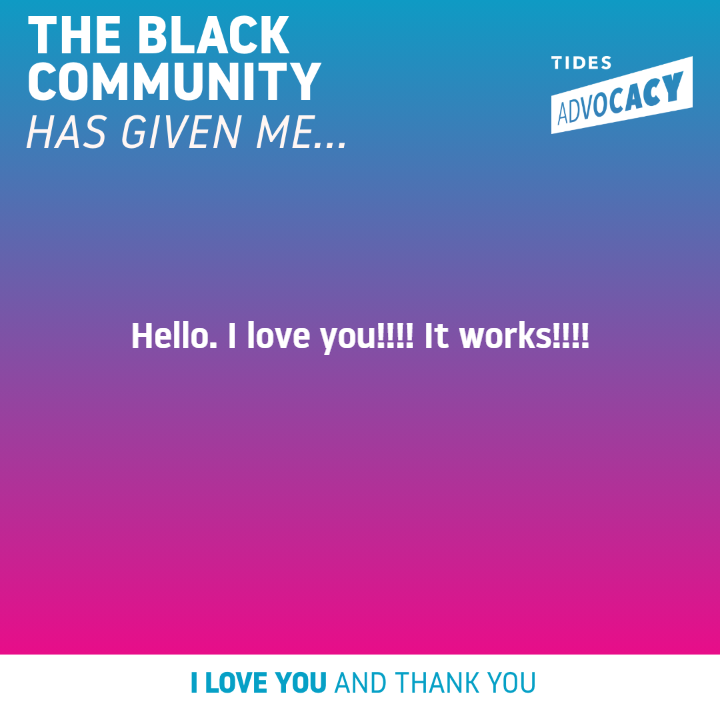 THE BLACK
COMMUNITY
HAS GIVEN ME...
TIDES
ADVOCACY
Hello. I love you!!!! It works!!!!
I LOVE YOU AND THANK YOU